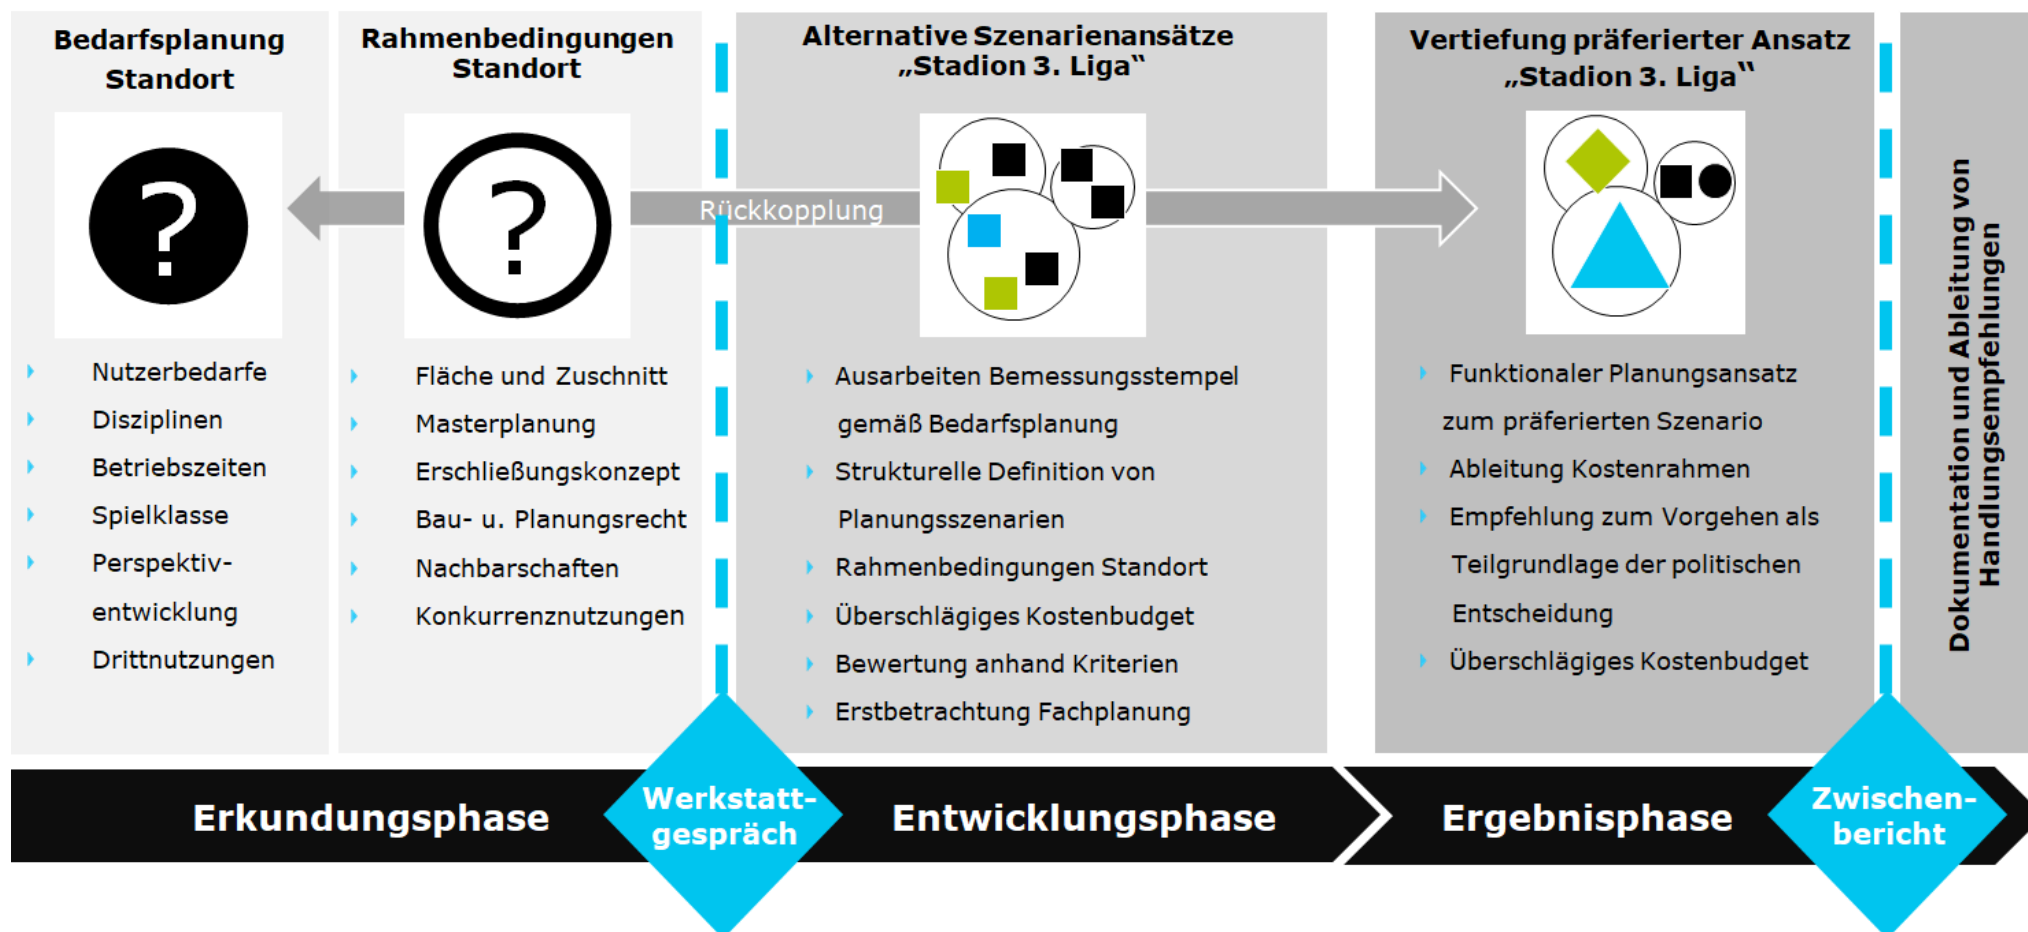 Bedarfsplanung
Standort
?
Nutzerbedarfe
Disziplinen
Betriebszeiten
Spielklasse
Perspektiv-
entwicklung
Drittnutzungen
Rahmenbedingungen
Standort
?
Fläche und Zuschnitt
Masterplanung
Erschließungskonzept
Bau- u. Planungsrecht
Nachbarschaften
Konkurrenznutzungen
Rückkopplung
Alternative Szenarienansätze
„Stadion 3. Liga“
Ausarbeiten Bemessungsstempel
gemäß Bedarfsplanung
Strukturelle Definition von
Planungsszenarien
Rahmenbedingungen Standort
Überschlägiges Kostenbudget
Bewertung anhand Kriterien
Erstbetrachtung Fachplanung
Vertiefung präferierter Ansatz
„Stadion 3. Liga“
Funktionaler Planungsansatz
zum präferierten Szenario
Ableitung Kostenrahmen
Empfehlung zum Vorgehen als
Teilgrundlage der politischen
Entscheidung
Überschlägiges Kostenbudget
Dokumentation und Ableitung von
Handlungsempfehlungen
Erkundungsphase
Werkstatt-
gespräch
Entwicklungsphase
Ergebnisphase
Zwischen-
bericht